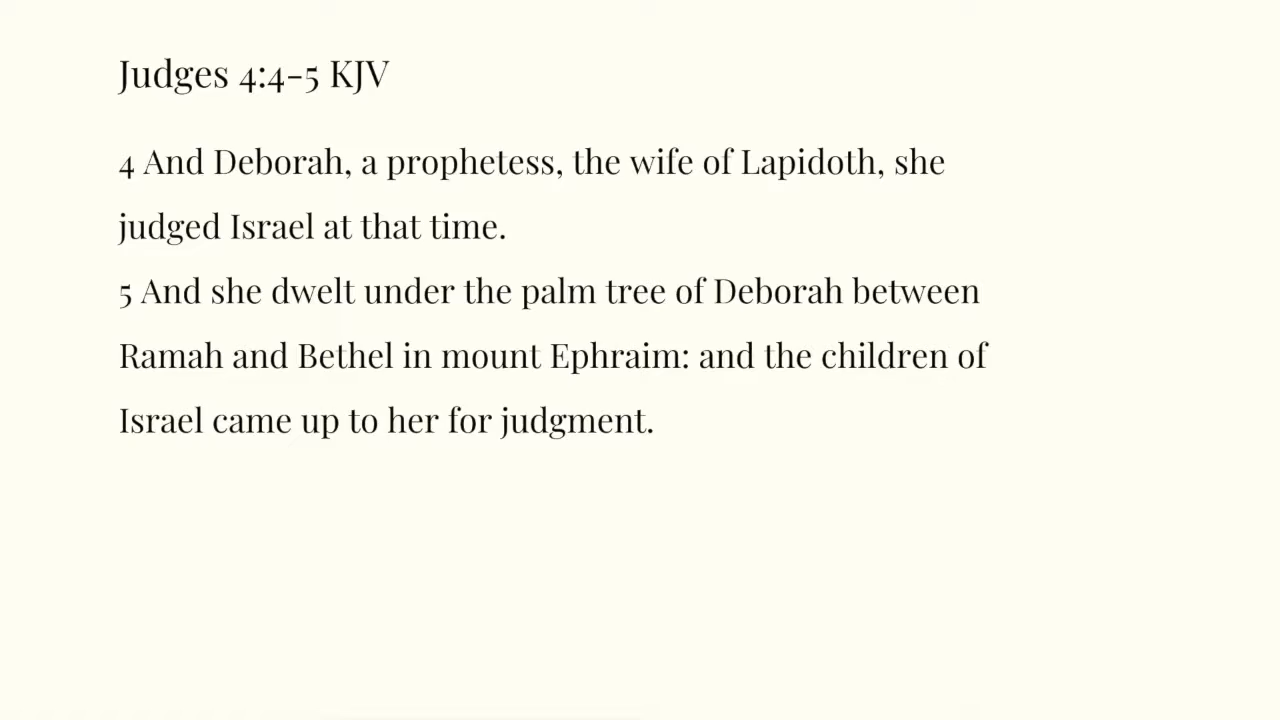 Judges 4:4-5 KJV
4 And Deborah, a prophetess, the wife of Lapidoth, she
judged Israel at that time.
5 And she dwelt under the palm tree of Deborah between
Ramah and Bethel in mount Ephraim: and the children of
Israel came up to her for judgment.